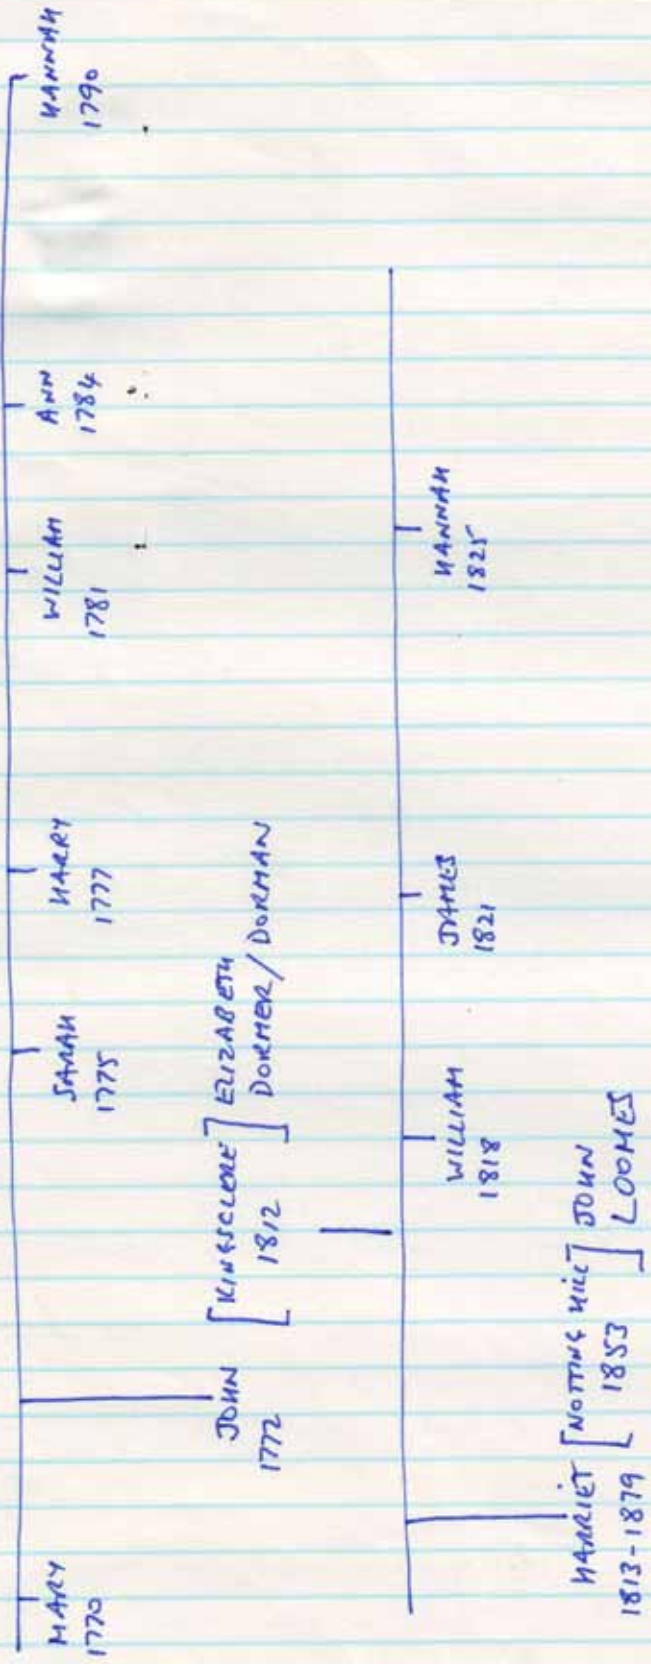 MARY
1770
JOHN
1772
[KINGSCLERE]
1812
ELIZABETH
DORMER/DORMAN
SARAH
1775
HARRY
1777
WILLIAM
1781
ANN
1784
HANNAH
1790
HARRIET
1813-1879
[NOTTING HILL]
1853
JOHN
LOOMES
WILLIAM
1818
JAMES
1821
HANNAH
1825